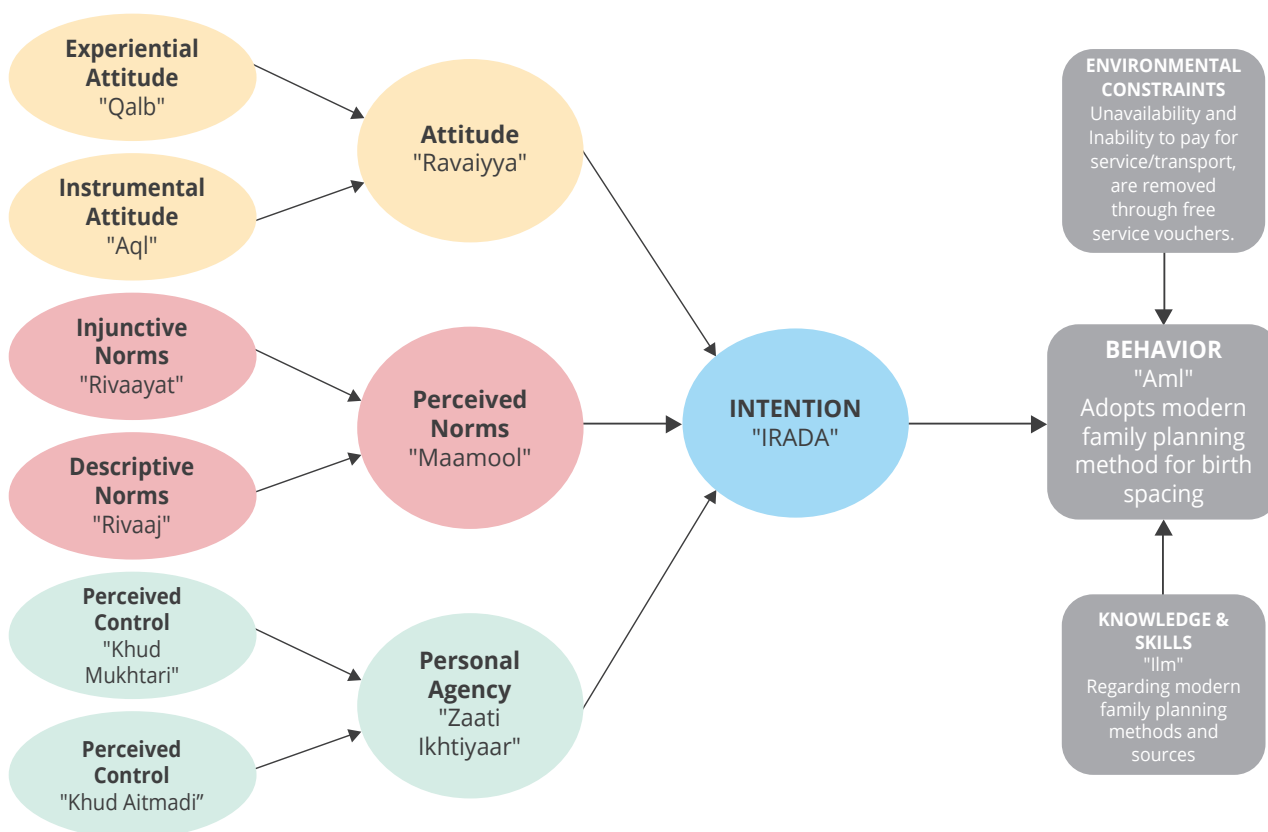 Experiential
Attitude
"Qalb"
Instrumental
Attitude
"Aql"
Injunctive
Norms
"Rivaayat"
Descriptive
Norms
"Rivaaj"
Perceived
Control
"Khud
Mukhtari"
Perceived
Control
"Khud Aitmadi”
Attitude
"Ravaiyya"
Perceived
Norms
"Maamool"
Personal
Agency
"Zaati
Ikhtiyaar"
INTENTION
"IRADA"
ENVIRONMENTAL
CONSTRAINTS
Unavailability and
Inability to pay for
service/transport,
are removed
through free
service vouchers.
BEHAVIOR
"Aml"
Adopts modern
family planning
method for birth
spacing
KNOWLEDGE &
SKILLS
"Ilm"
Regarding modern
family planning
methods and
sources